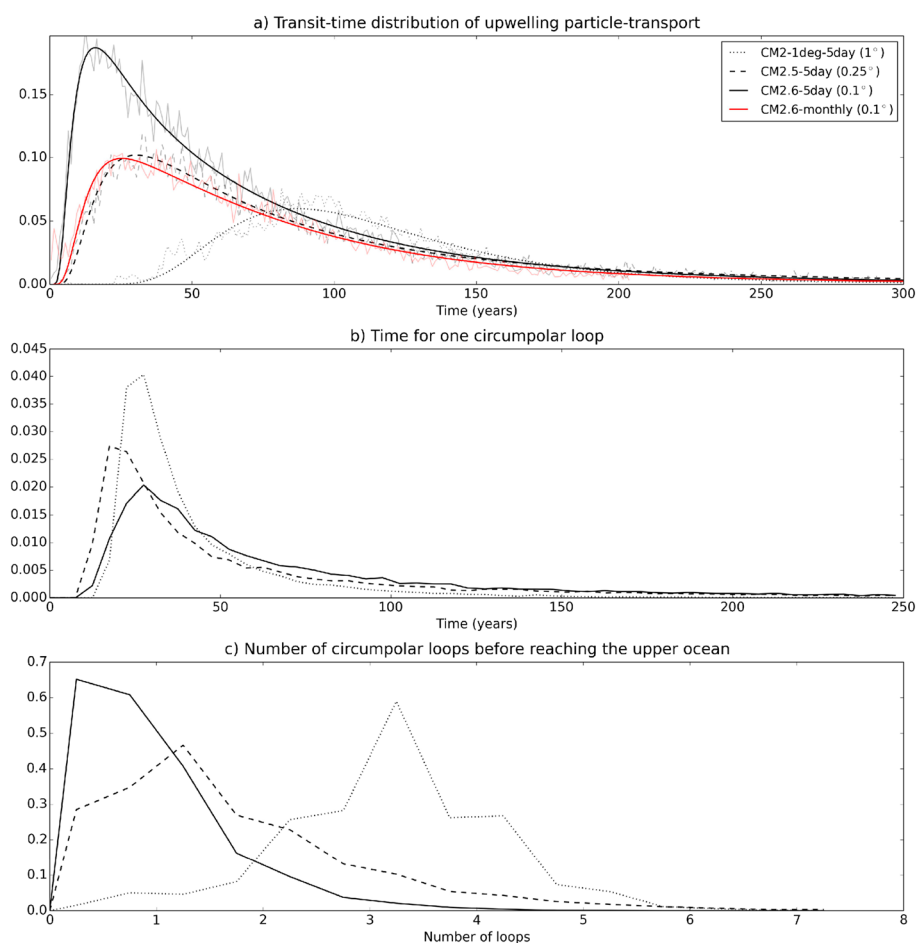 a) Transit-time distribution of upwelling particle-transport
CM2-1deg-5day (1°)
CM2.5-5day (0.25°)
CM2.6-5day (0.1°)
CM2.6-monthly (0.1°)
0.15
0.10
0.05
0.00
0 50 100 150 200 250 300
Time (years)
b) Time for one circumpolar loop
0.045
0.040
0.035
0.030
0.025
0.020
0.015
0.010
0.005
0.000
0 50 100 150 200 250
Time (years)
c) Number of circumpolar loops before reaching the upper ocean
0.7
0.6
0.5
0.4
0.3
0.2
0.1
0.0
0 1 2 3 4 5 6 7 8
Number of loops